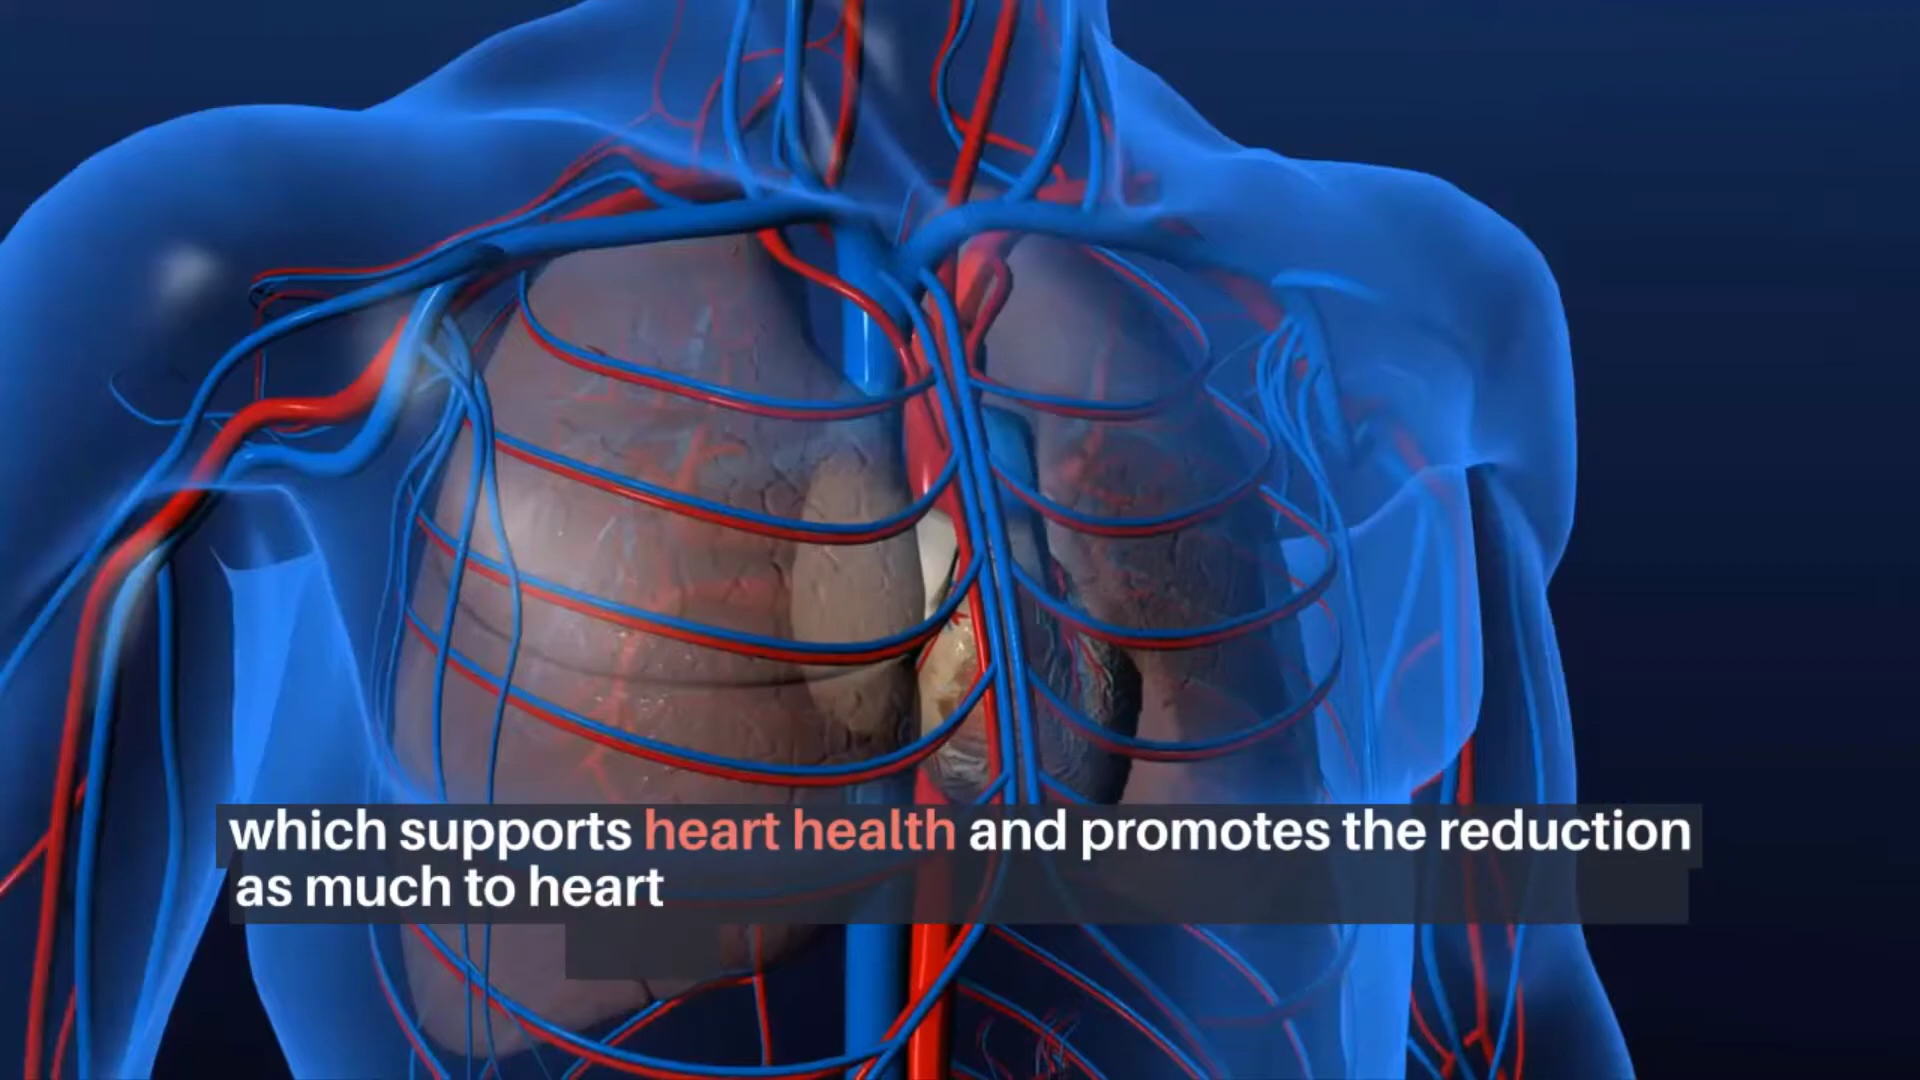 which supports heart health and promotes the reduction
as much to heart